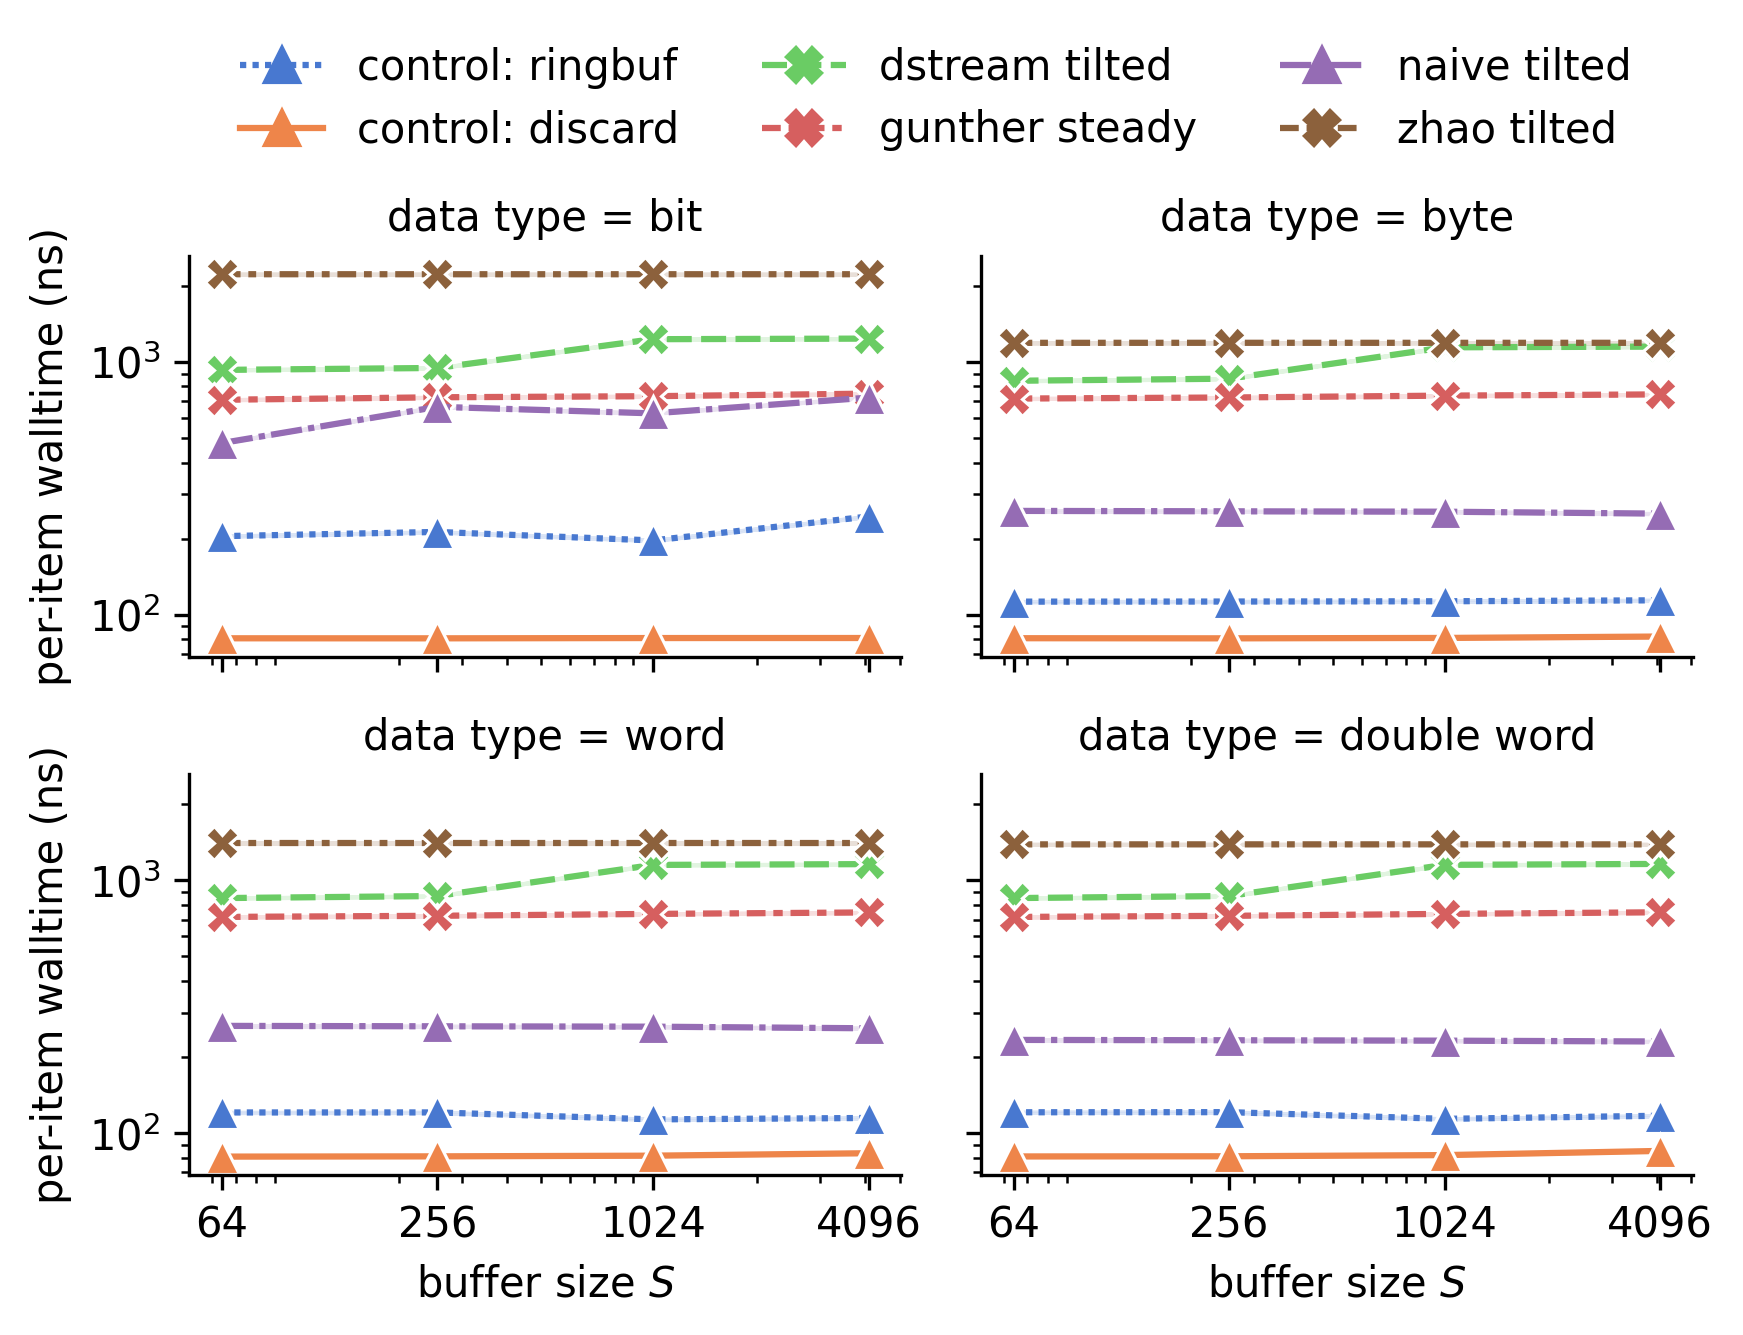 control: ringbuf
dstream tilted
naive tilted
control: discard
gunther steady
zhao tilted
data type = bit
data type = byte
per-item walltime (ns)
10³
10²
data type = word
data type = double word
per-item walltime (ns)
10³
10²
64 256 1024 4096
64 256 1024 4096
buffer size S
buffer size S